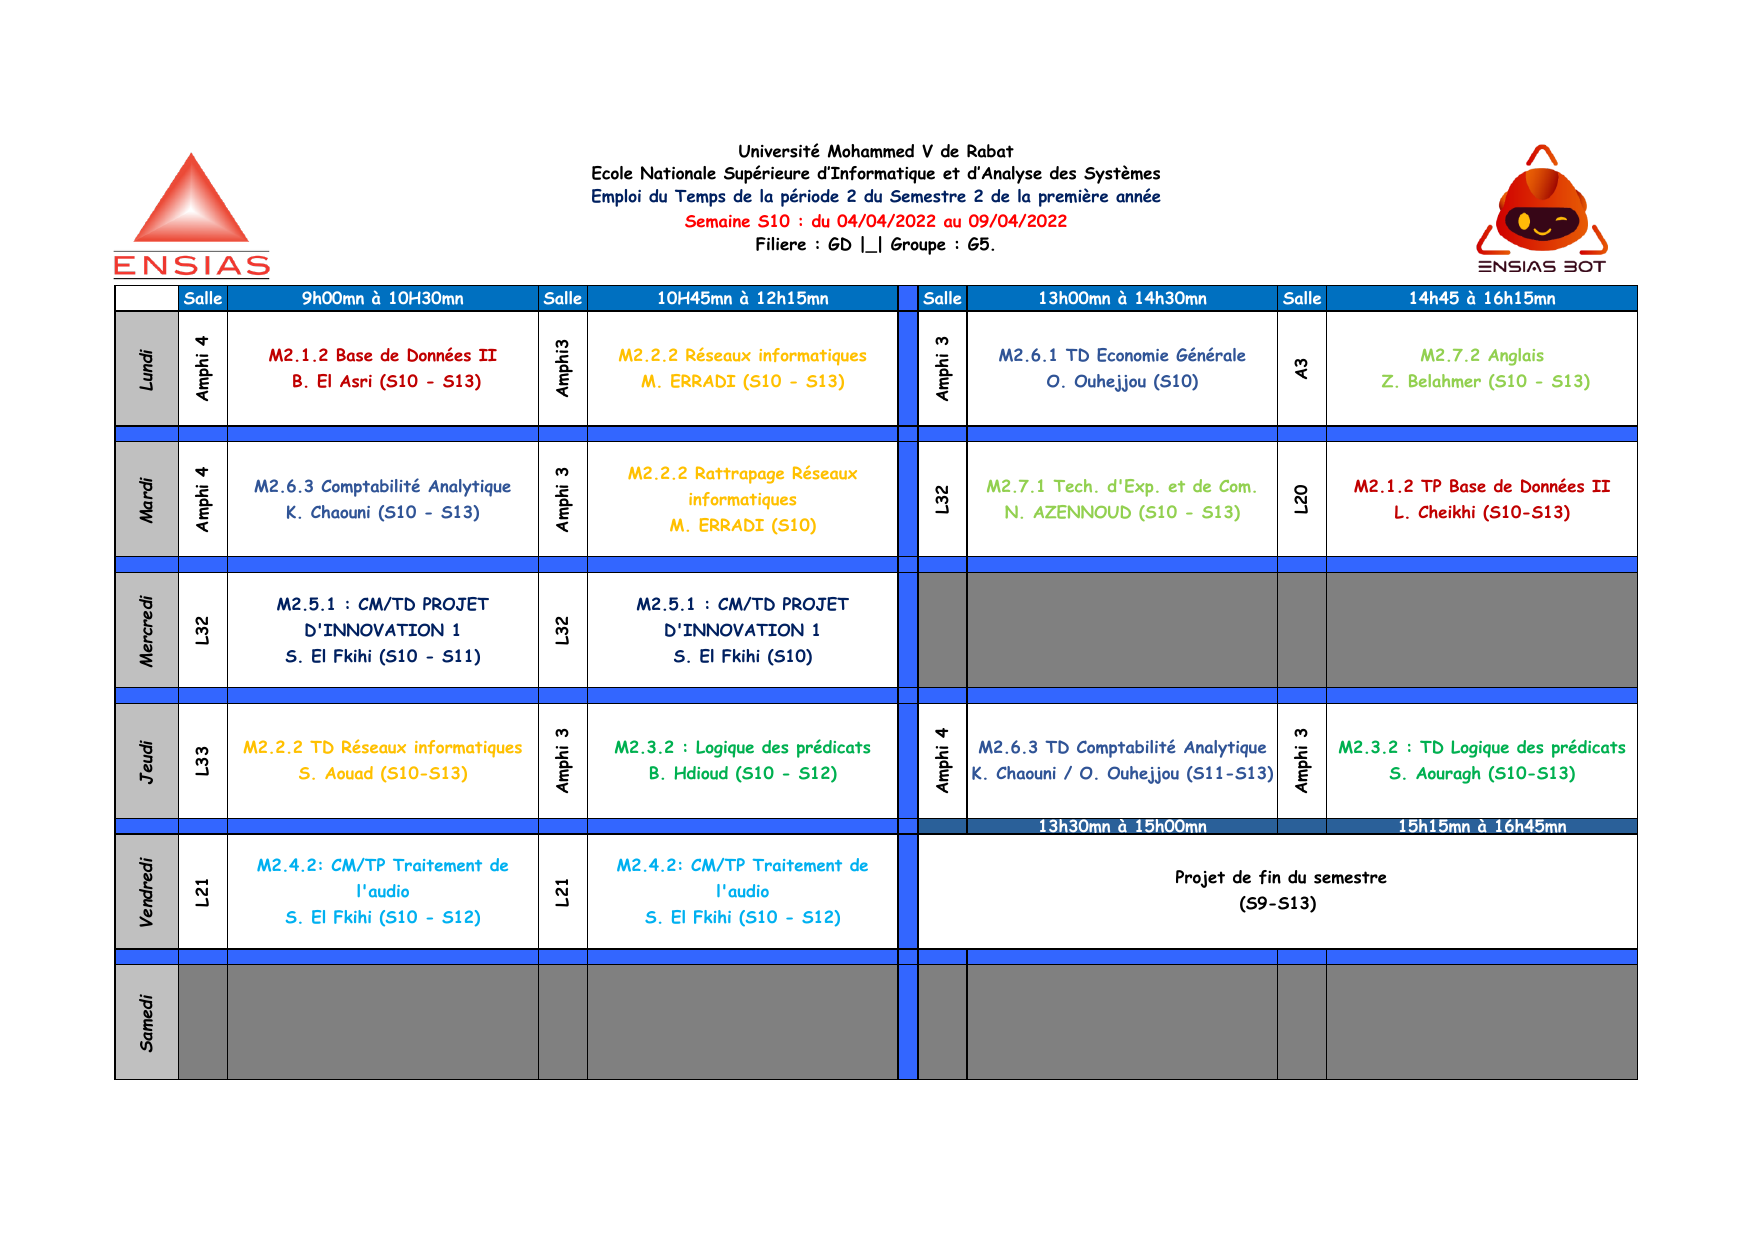 Université Mohammed V de Rabat
Ecole Nationale Supérieure d’Informatique et d’Analyse des Systèmes
Emploi du Temps de la période 2 du Semestre 2 de la première année
Semaine S10 : du 04/04/2022 au 09/04/2022
Filiere : GD |_| Groupe : G5.
ENSIAS
ENSIAS BOT
Salle 9h00mn à 10H30mn Salle 10H45mn à 12h15mn Salle 13h00mn à 14h30mn Salle 14h45 à 16h15mn
Lundi
Amphi 4
M2.1.2 Base de Données II
B. El Asri (S10 - S13)
Amphi3
M2.2.2 Réseaux informatiques
M. ERRADI (S10 - S13)
Amphi 3
M2.6.1 TD Economie Générale
O. Ouhejjou (S10)
A3
M2.7.2 Anglais
Z. Belahmer (S10 - S13)
Mardi
Amphi 4
M2.6.3 Comptabilité Analytique
K. Chaouni (S10 - S13)
Amphi 3
M2.2.2 Rattrapage Réseaux
informatiques
M. ERRADI (S10)
L32
M2.7.1 Tech. d'Exp. et de Com.
N. AZENNOUD (S10 - S13)
L20
M2.1.2 TP Base de Données II
L. Cheikhi (S10-S13)
Mercredi
L32
M2.5.1 : CM/TD PROJET
D'INNOVATION 1
S. El Fkihi (S10 - S11)
L32
M2.5.1 : CM/TD PROJET
D'INNOVATION 1
S. El Fkihi (S10)
Jeudi
L33
M2.2.2 TD Réseaux informatiques
S. Aouad (S10-S13)
Amphi 3
M2.3.2 : Logique des prédicats
B. Hdioud (S10 - S12)
Amphi 4
M2.6.3 TD Comptabilité Analytique
K. Chaouni / O. Ouhejjou (S11-S13)
Amphi 3
M2.3.2 : TD Logique des prédicats
S. Aouragh (S10-S13)
13h30mn à 15h00mn 15h15mn à 16h45mn
Vendredi
L21
M2.4.2: CM/TP Traitement de
l'audio
S. El Fkihi (S10 - S12)
L21
M2.4.2: CM/TP Traitement de
l'audio
S. El Fkihi (S10 - S12)
Projet de fin du semestre
(S9-S13)
Samedi